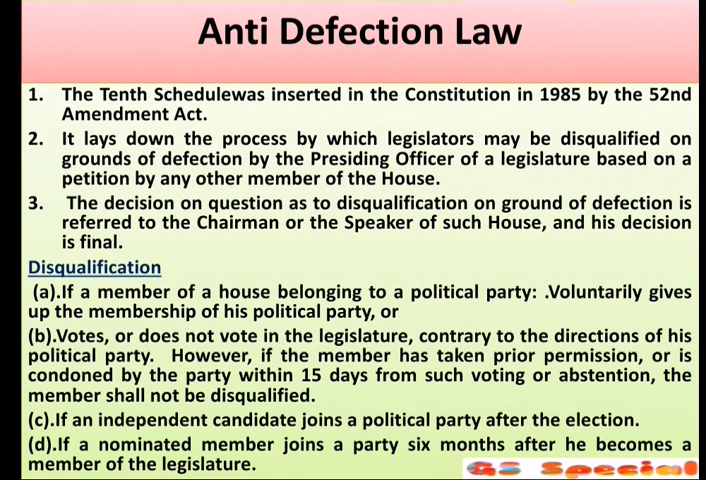 Anti Defection Law
1. The Tenth Schedulewas inserted in the Constitution in 1985 by the 52nd
Amendment Act.
2. It lays down the process by which legislators may be disqualified on
grounds of defection by the Presiding Officer of a legislature based on a
petition by any other member of the House.
3. The decision on question as to disqualification on ground of defection is
referred to the Chairman or the Speaker of such House, and his decision
is final.
Disqualification
(a).If a member of a house belonging to a political party: .Voluntarily gives
up the membership of his political party, or
(b).Votes, or does not vote in the legislature, contrary to the directions of his
political party. However, if the member has taken prior permission, or is
condoned by the party within 15 days from such voting or abstention, the
member shall not be disqualified.
(c).If an independent candidate joins a political party after the election.
(d).If a nominated member joins a party six months after he becomes a
member of the legislature.
GS Special